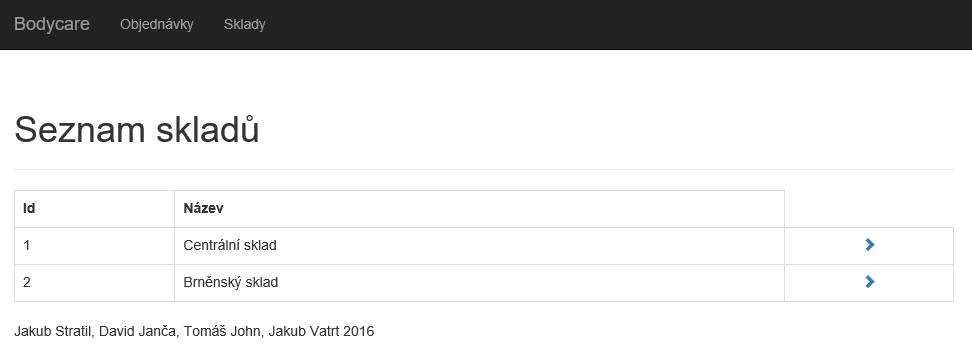 Bodycare Objednávky Sklady
Seznam skladů
Id Název
1 Centrální sklad
2 Brněnský sklad
Jakub Stratil, David Janča, Tomáš John, Jakub Vatrt 2016